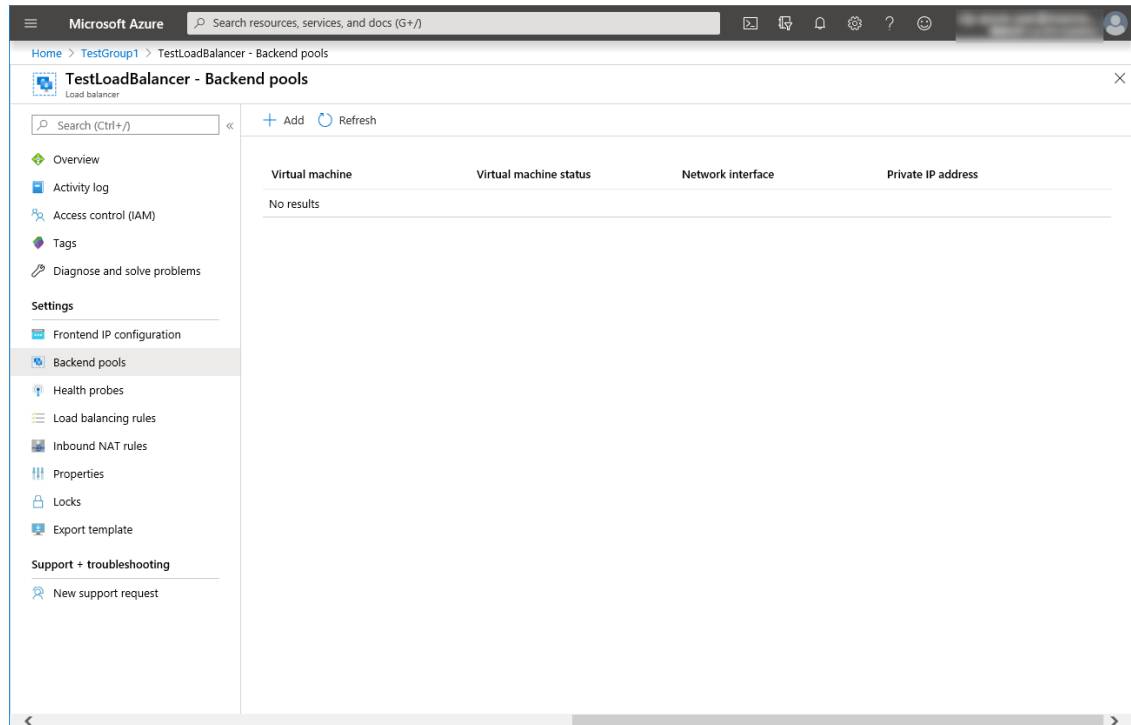 Microsoft Azure
Search resources, services, and docs (G+/)
Home > TestGroup1 > TestLoadBalancer - Backend pools
TestLoadBalancer - Backend pools
Load balancer
Search (Ctrl+/)
Add Refresh
Overview
Activity log
Access control (IAM)
Tags
Diagnose and solve problems
Settings
Frontend IP configuration
Backend pools
Health probes
Load balancing rules
Inbound NAT rules
Properties
Locks
Export template
Support + troubleshooting
New support request
Virtual machine Virtual machine status Network interface Private IP address
No results